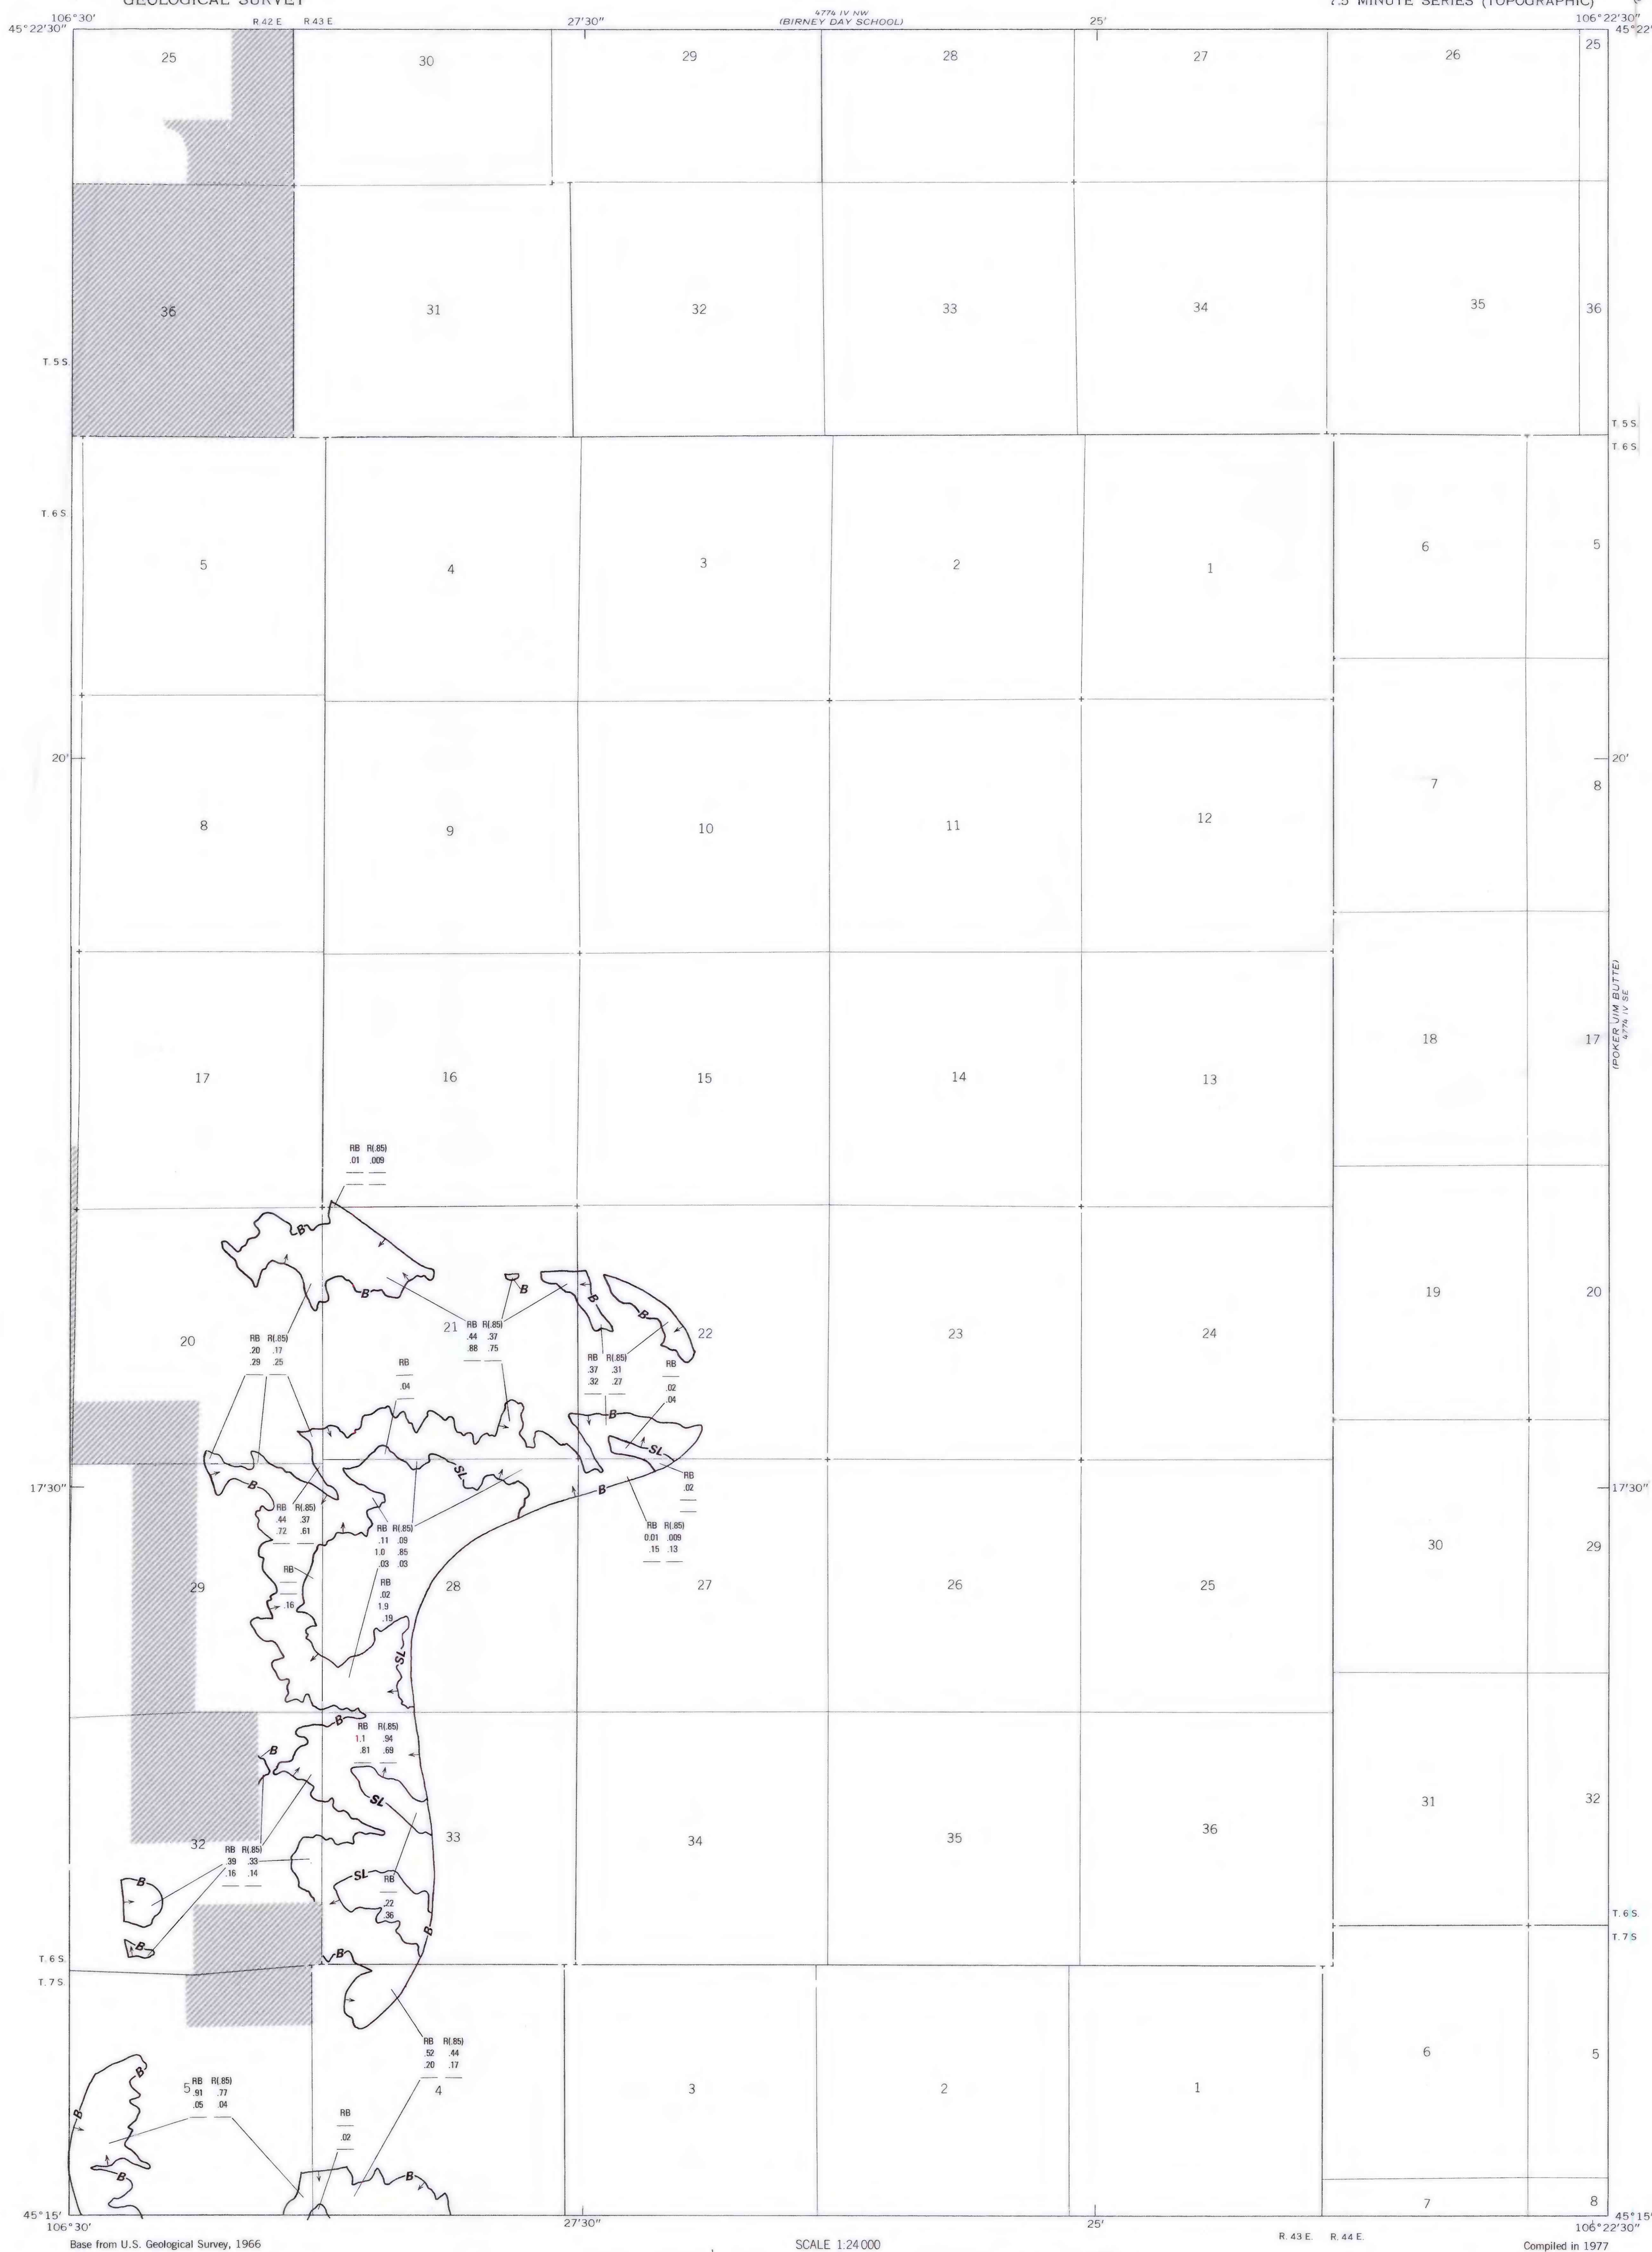 GEOLOGICAL SURVEY
7.5 MINUTE SERIES (TOPOGRAPHIC)
106°30′ R.42 E R 43 E 27′30″ 4774 IV NW 25′ 106°22′30″
(BIRNEY DAY SCHOOL)
45°22′30″ 45°22′
25 30 29 28 27 26 25
36 31 32 33 34 35 36
T. 5 S.
T. 5 S.
T. 6 S.
T. 6 S.
5 4 3 2 1 6 5
20′ 20′
8 9 10 11 12 7 8
(POKER JIM BUTTE)
4774 IV SE
17 16 15 14 13 18 17
RB R(.85)
.01 .009
B
B
B
B
B
20 21 22 23 24 19 20
RB R(.85)
.20 .17
.29 .25
RB R(.85)
.44 .37
.88 .75
RB
.04
RB R(.85)
.37 .31
.32 .27
RB
.02
.04
B
SL
SL
RB
.02
17′30″ 17′30″
B
B
RB R(.85)
.44 .37
.72 .61
RB R(.85)
.11 .09
1.0 .85
.03 .03
RB R(.85)
0.01 .009
.15 .13
RB
.16
RB
.02
1.9
.19
29 28 27 26 25 30 29
SL
B
RB R(.85)
1.1 .94
.81 .69
B
SL
32 33 34 35 36 31 32
RB R(.85)
.39 .33
.16 .14
B
SL
RB
.22
.36
B
B
B
T. 6 S.
T. 7 S.
T. 6 S.
T. 7 S
RB R(.85)
.52 .44
.20 .17
B
5 4 3 2 1 6 5
RB R(.85)
.91 .77
.05 .04
B
RB
.02
B
B
7 8
45°15′ 45°15′
106°30′ 27′30″ 25′ R. 43 E. R. 44 E. 106°22′30″
Base from U.S. Geological Survey, 1966 SCALE 1:24 000 Compiled in 1977